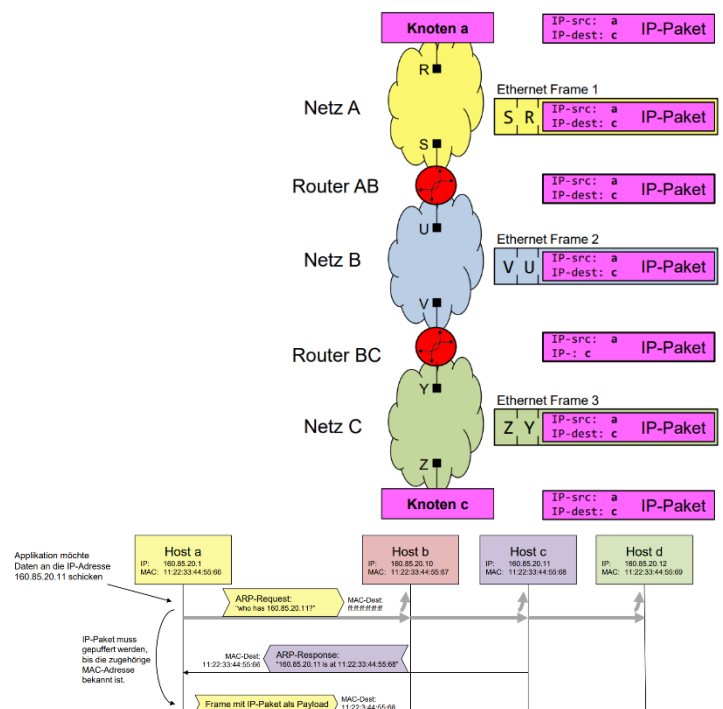 Knoten a
IP-src: a
IP-dest: c
IP-Paket
R
Netz A
Ethernet Frame 1
S R
IP-src: a
IP-dest: c
IP-Paket
S
Router AB
IP-src: a
IP-dest: c
IP-Paket
U
Netz B
Ethernet Frame 2
V U
IP-src: a
IP-dest: c
IP-Paket
V
Router BC
IP-src: a
IP-: c
IP-Paket
Y
Netz C
Ethernet Frame 3
Z Y
IP-src: a
IP-dest: c
IP-Paket
Z
Knoten c
IP-src: a
IP-dest: c
IP-Paket
Applikation möchte
Daten an die IP-Adresse
160.85.20.11 schicken
Host a
IP: 160.85.20.1
MAC: 11:22:33:44:55:66
Host b
IP: 160.85.20.10
MAC: 11:22:33:44:55:67
Host c
IP: 160.85.20.11
MAC: 11:22:33:44:55:68
Host d
IP: 160.85.20.12
MAC: 11:22:33:44:55:69
ARP-Request:
"who has 160.85.20.11?"
MAC-Dest:
ff:ff:ff:ff:ff:ff
IP-Paket muss
gepuffert werden,
bis die zugehörige
MAC-Adresse
bekannt ist.
MAC-Dest:
11:22:33:44:55:66
ARP-Response:
"160.85.20.11 is at 11:22:33:44:55:68"
Frame mit IP-Paket als Payload
MAC-Dest:
11:22:3:44:55:68